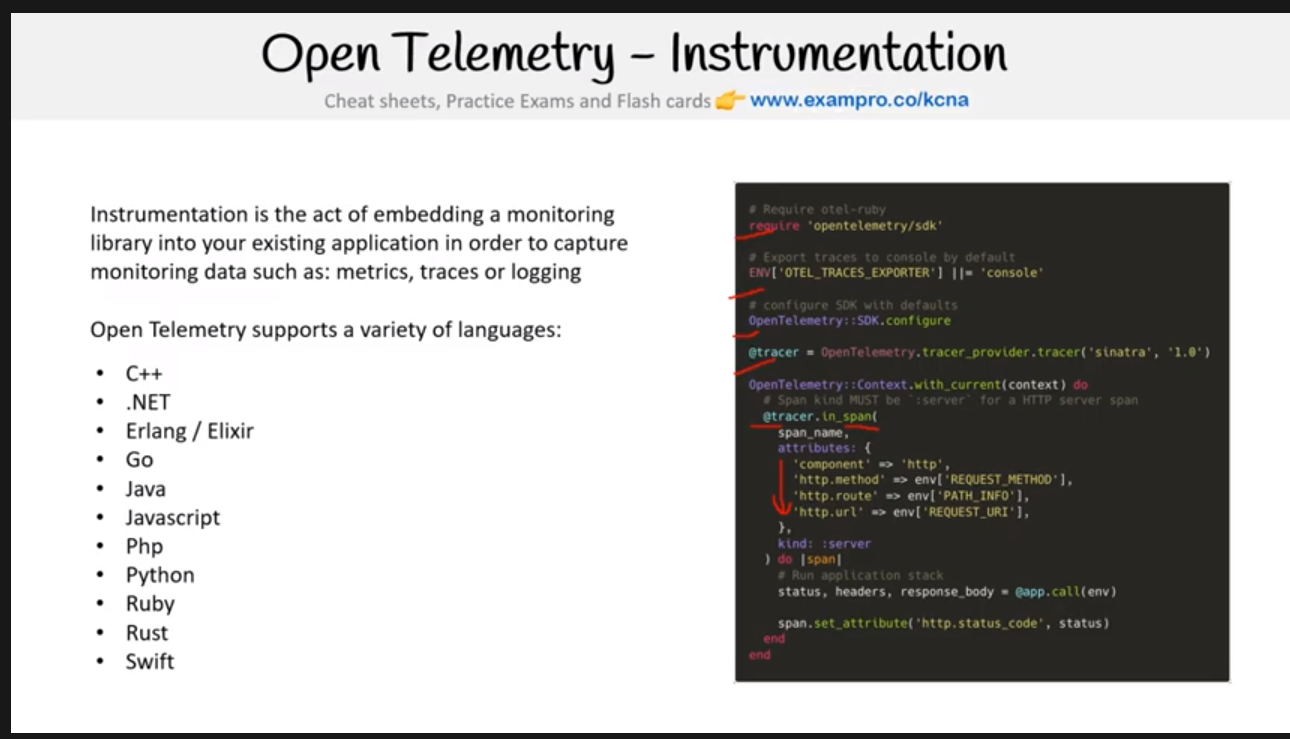 Open Telemetry – Instrumentation
Cheat sheets, Practice Exams and Flash cards 👉 www.exampro.co/kcna
Instrumentation is the act of embedding a monitoring
library into your existing application in order to capture
monitoring data such as: metrics, traces or logging
Open Telemetry supports a variety of languages:
• C++
• .NET
• Erlang / Elixir
• Go
• Java
• Javascript
• Php
• Python
• Ruby
• Rust
• Swift
# Require otel-ruby
require 'opentelemetry/sdk'
# Export traces to console by default
ENV['OTEL_TRACES_EXPORTER'] ||= 'console'
# configure SDK with defaults
OpenTelemetry::SDK.configure
@tracer = OpenTelemetry.tracer_provider.tracer('sinatra', '1.0')
OpenTelemetry::Context.with_current(context) do
# Span kind MUST be `:server` for a HTTP server span
@tracer.in_span(
span_name,
attributes: {
'component' => 'http',
'http.method' => env['REQUEST_METHOD'],
'http.route' => env['PATH_INFO'],
'http.url' => env['REQUEST_URI'],
},
kind: :server
) do |span|
# Run application stack
status, headers, response_body = @app.call(env)
span.set_attribute('http.status_code', status)
end
end